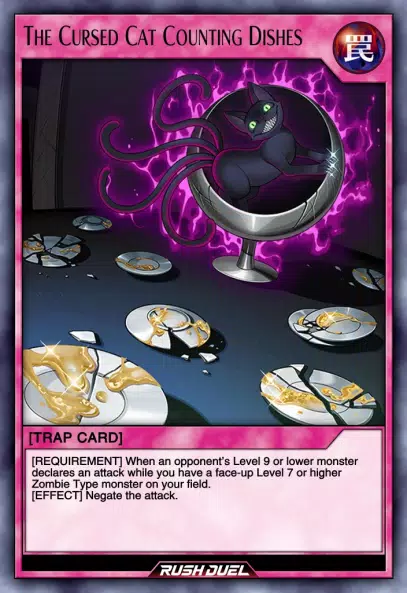 The Cursed Cat Counting Dishes
罠
[TRAP CARD]
[REQUIREMENT] When an opponent's Level 9 or lower monster
declares an attack while you have a face-up Level 7 or higher
Zombie Type monster on your field.
[EFFECT] Negate the attack.
RUSH DUEL